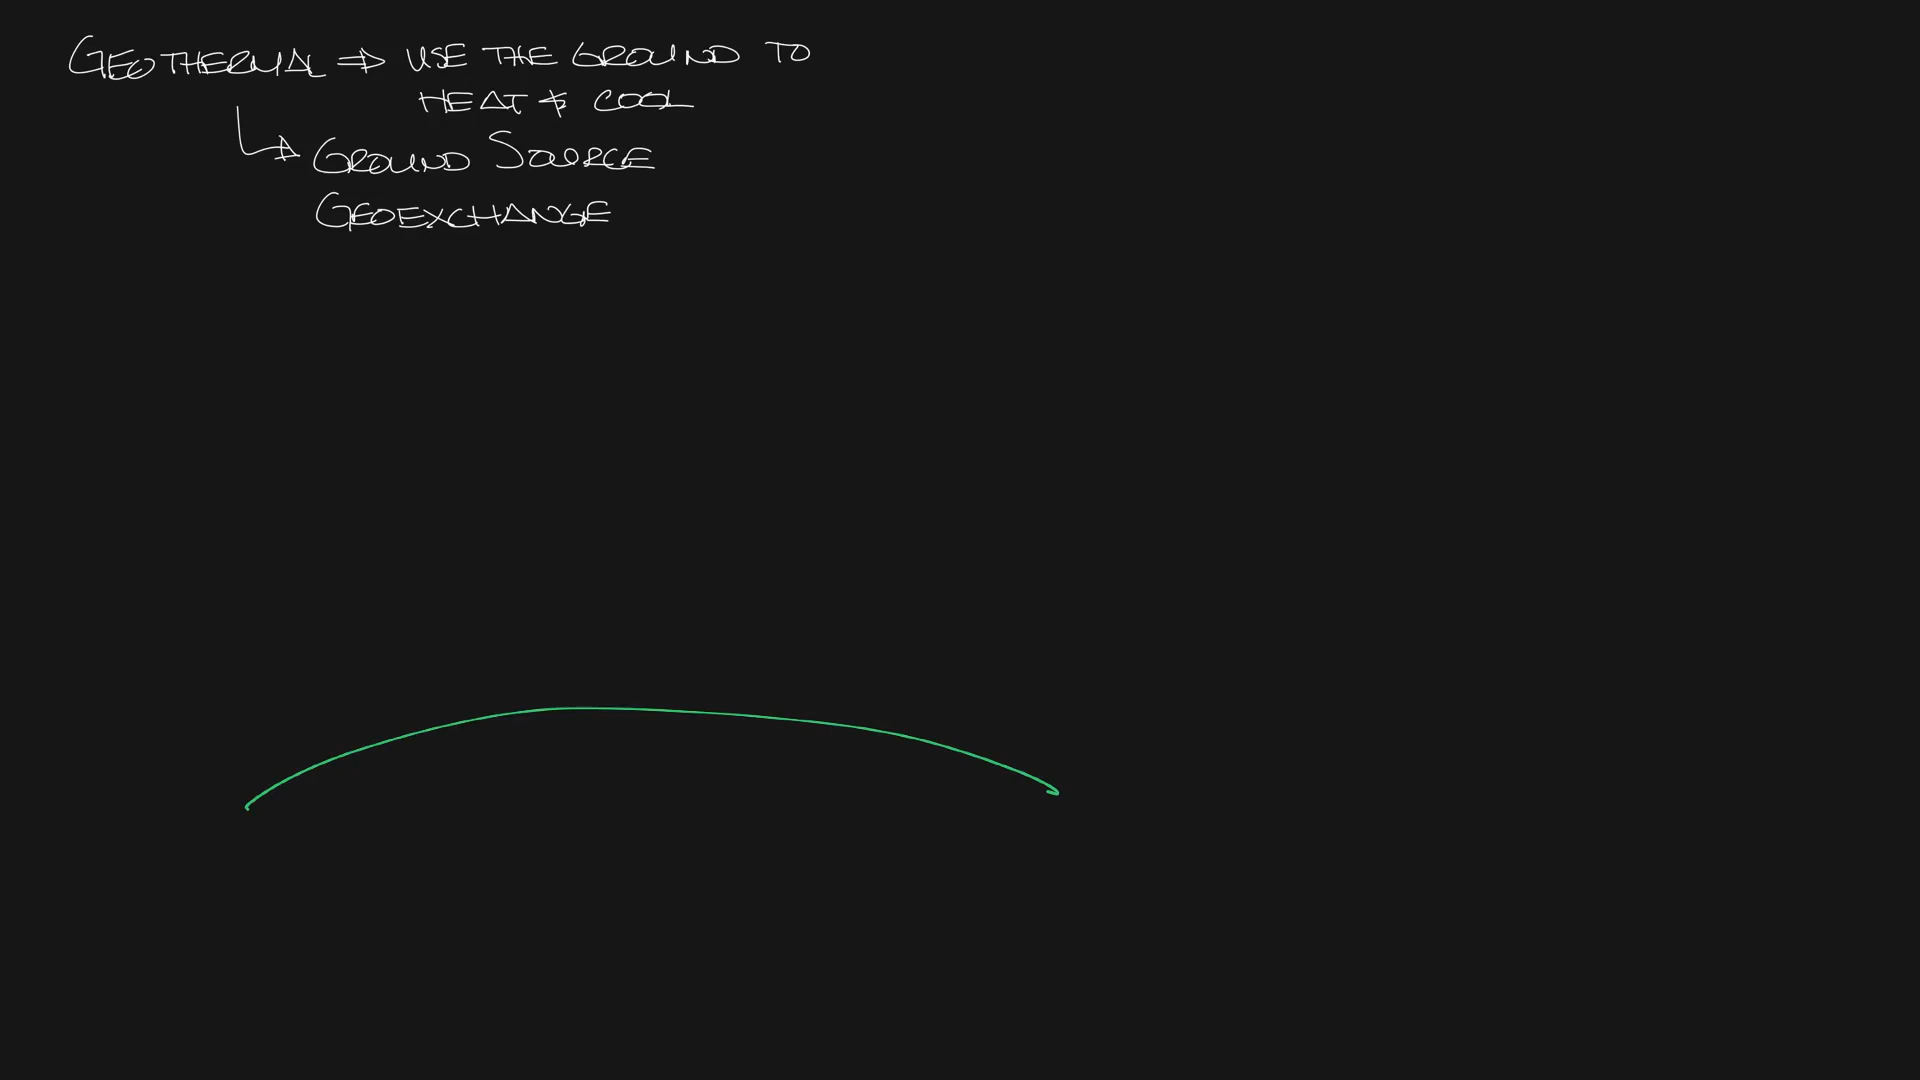 GEOTHERMAL ⇒ USE THE GROUND TO
HEAT & COOL
GROUND SOURCE
GEOEXCHANGE